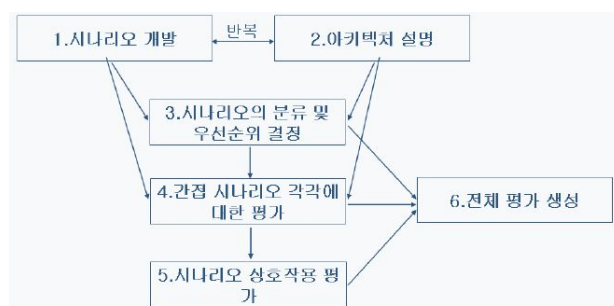 1.시나리오 개발
반복
2.아키텍쳐 설명
3.시나리오의 분류 및
우선순위 결정
4.간접 시나리오 각각에
대한 평가
6.전체 평가 생성
5.시나리오 상호작용 평
가